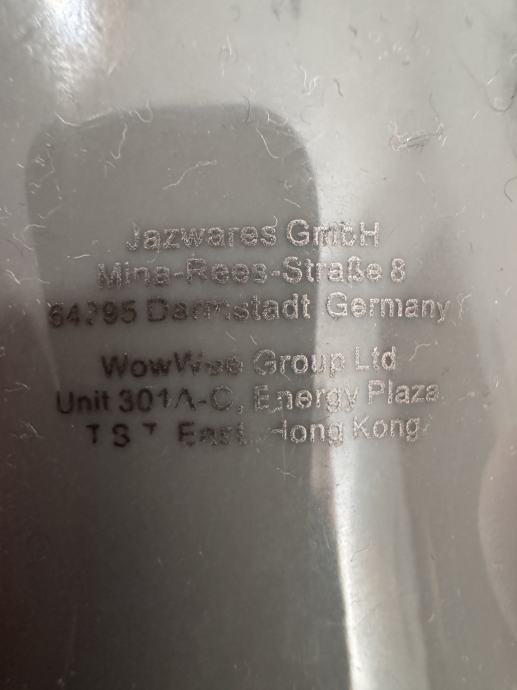 Jazwares GmbH
Mina-Rees-Straße 8
64295 Darmstadt Germany
WowWee Group Ltd
Unit 301A-C, Energy Plaza
T S T East, Hong Kong